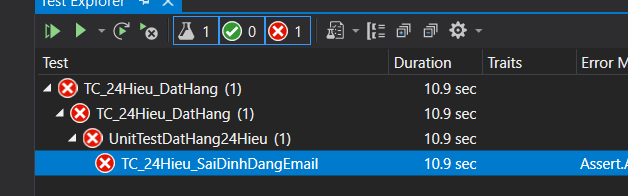 Test Explorer
1 0 1
Test Duration Traits Error M
TC_24Hieu_DatHang (1) 10.9 sec
TC_24Hieu_DatHang (1) 10.9 sec
UnitTestDatHang24Hieu (1) 10.9 sec
TC_24Hieu_SaiDinhDangEmail 10.9 sec Assert.A